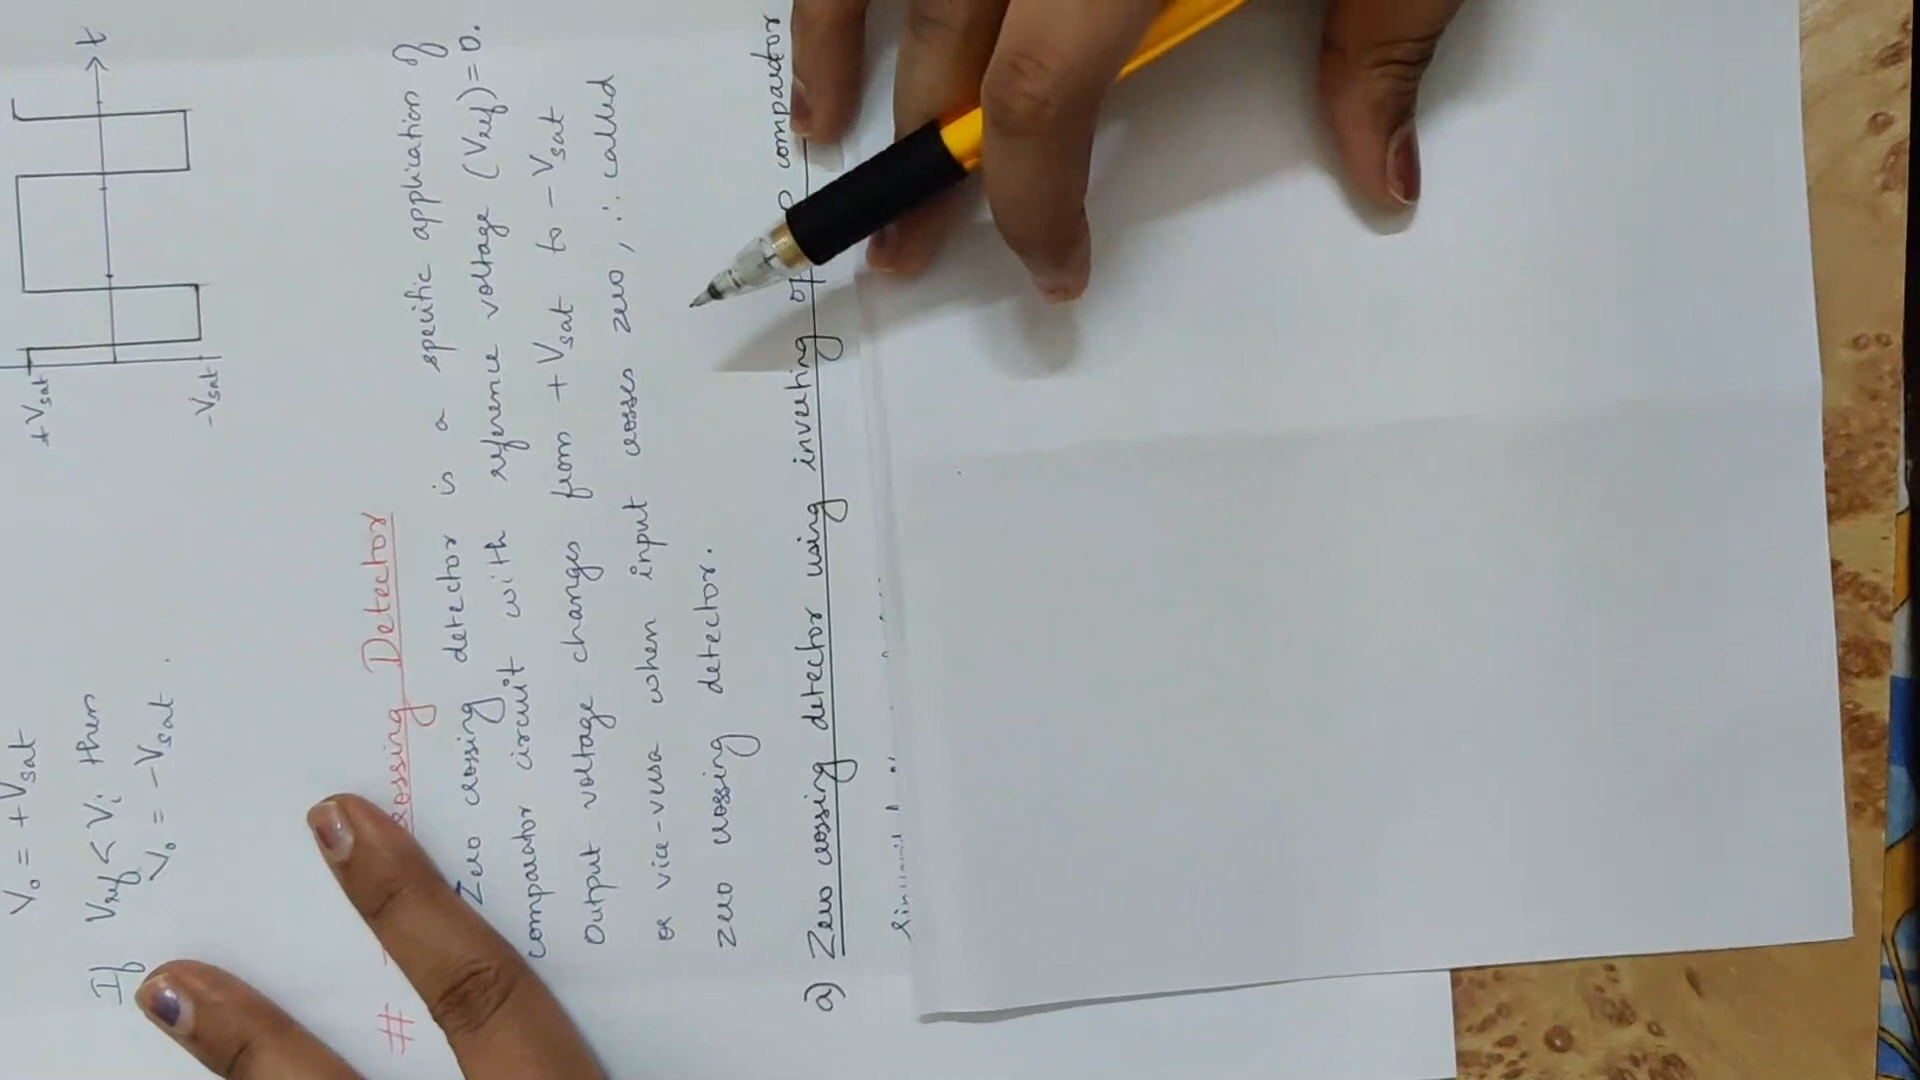 V₀ = + Vsat
If Vref < Vi then
V₀ = - Vsat.
+Vsat
-Vsat
t
# crossing Detector
Zero crossing detector is a specific application of
comparator circuit with reference voltage (Vref) = 0.
Output voltage changes from + Vsat to - Vsat
or vice-versa when input crosses zero, ∴ called
zero crossing detector.
a) Zero crossing detector using inverting comparator